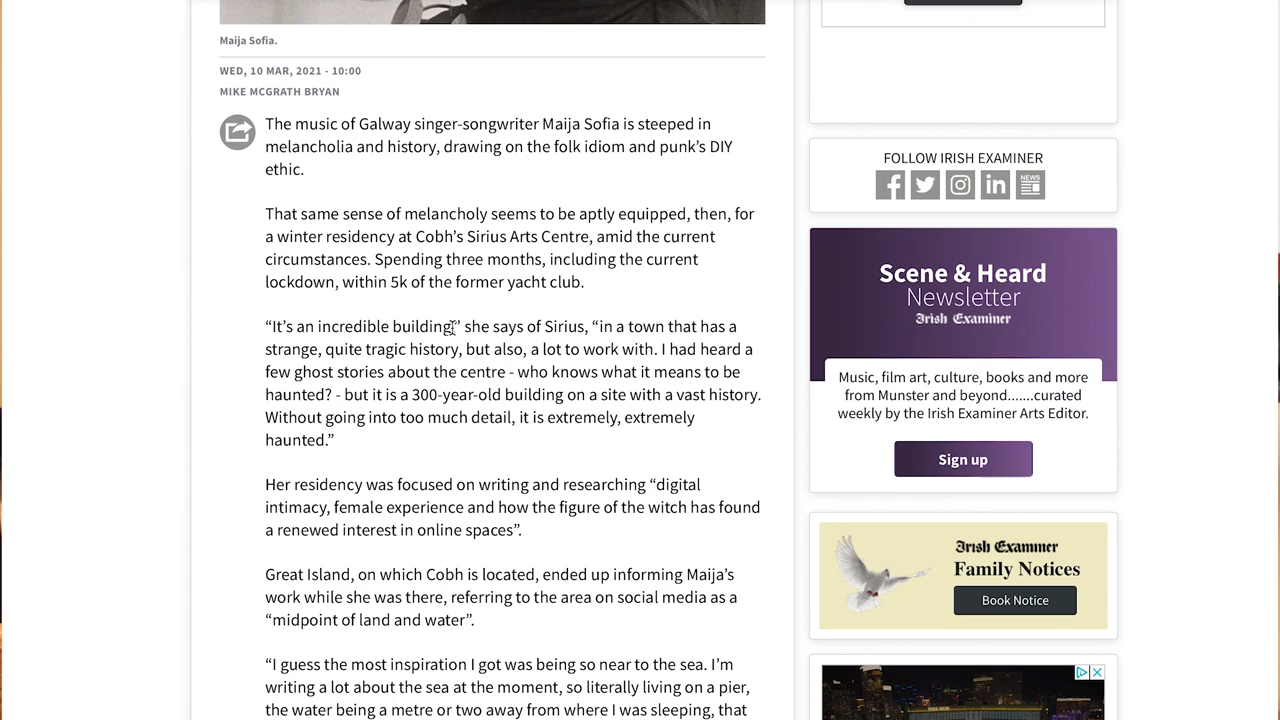 Maija Sofia.
WED, 10 MAR, 2021 - 10:00
MIKE MCGRATH BRYAN
The music of Galway singer-songwriter Maija Sofia is steeped in
melancholia and history, drawing on the folk idiom and punk’s DIY
ethic.
That same sense of melancholy seems to be aptly equipped, then, for
a winter residency at Cobh’s Sirius Arts Centre, amid the current
circumstances. Spending three months, including the current
lockdown, within 5k of the former yacht club.
“It’s an incredible building,” she says of Sirius, “in a town that has a
strange, quite tragic history, but also, a lot to work with. I had heard a
few ghost stories about the centre - who knows what it means to be
haunted? - but it is a 300-year-old building on a site with a vast history.
Without going into too much detail, it is extremely, extremely
haunted.”
Her residency was focused on writing and researching “digital
intimacy, female experience and how the figure of the witch has found
a renewed interest in online spaces”.
Great Island, on which Cobh is located, ended up informing Maija’s
work while she was there, referring to the area on social media as a
“midpoint of land and water”.
“I guess the most inspiration I got was being so near to the sea. I’m
writing a lot about the sea at the moment, so literally living on a pier,
the water being a metre or two away from where I was sleeping, that
FOLLOW IRISH EXAMINER
NEWS
Scene & Heard
Newsletter
Irish Examiner
Music, film art, culture, books and more
from Munster and beyond.......curated
weekly by the Irish Examiner Arts Editor.
Sign up
Irish Examiner
Family Notices
Book Notice